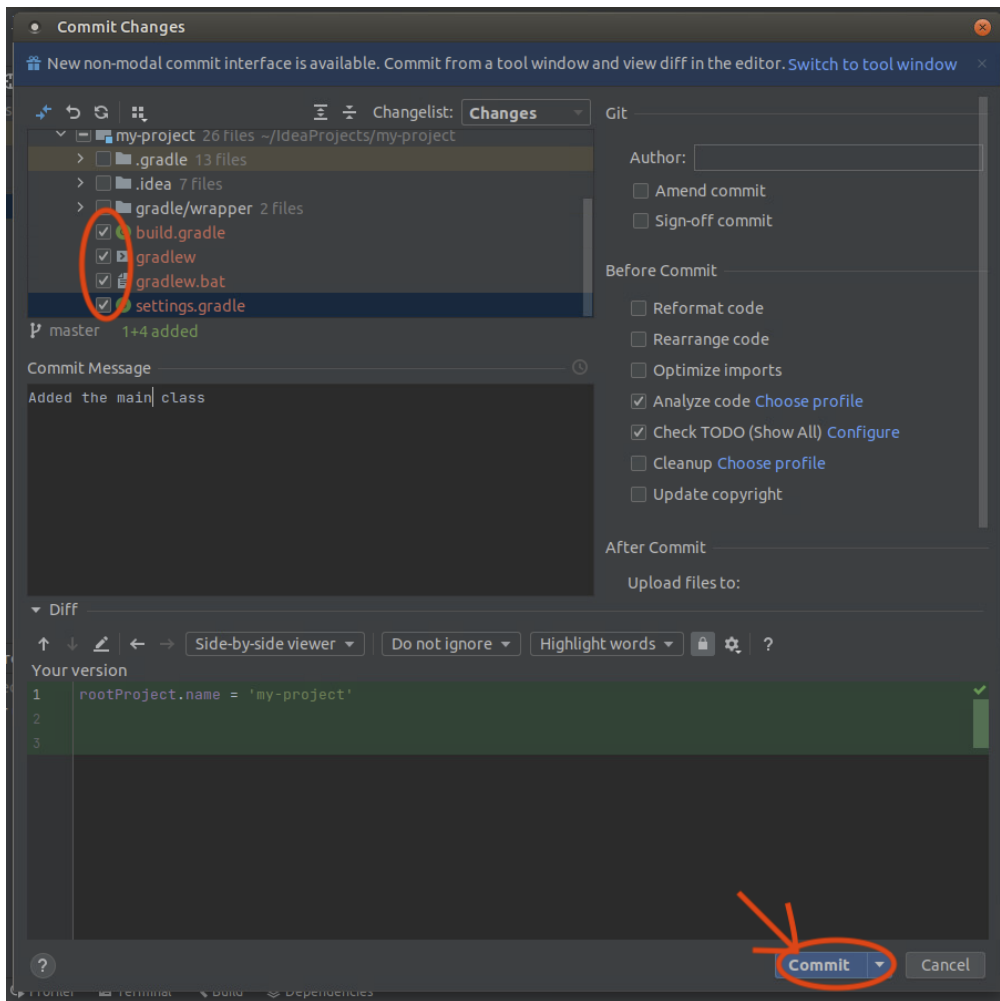 Commit Changes
New non-modal commit interface is available. Commit from a tool window and view diff in the editor. Switch to tool window
Changelist: Changes
my-project 26 files ~/IdeaProjects/my-project
.gradle 13 files
.idea 7 files
gradle/wrapper 2 files
build.gradle
gradlew
gradlew.bat
settings.gradle
master 1+4 added
Commit Message
Added the main class
Git
Author:
Amend commit
Sign-off commit
Before Commit
Reformat code
Rearrange code
Optimize imports
Analyze code Choose profile
Check TODO (Show All) Configure
Cleanup Choose profile
Update copyright
After Commit
Upload files to:
Diff
Side-by-side viewer Do not ignore Highlight words ?
Your version
1 rootProject.name = 'my-project'
2
3
? Commit Cancel
Profiler Terminal Build Dependencies